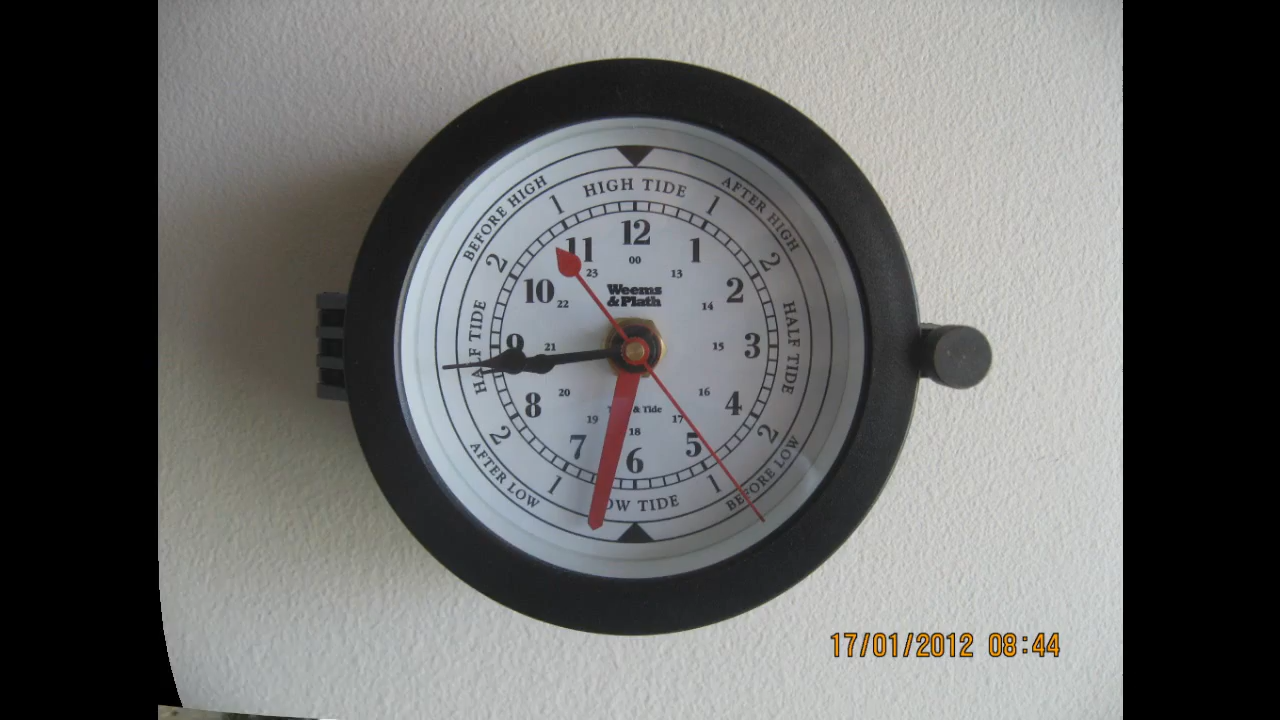 HIGH TIDE
BEFORE HIGH
AFTER HIGH
1 1
2 2
12
11 1
00
23 13
10 2
Weems
& Plath
22 14
HALF TIDE
HALF TIDE
9 3
21 15
20 16
8 4
& Tide
19 17
18
7 5
6
2 2
1 1
AFTER LOW
BEFORE LOW
OW TIDE
17/01/2012 08:44